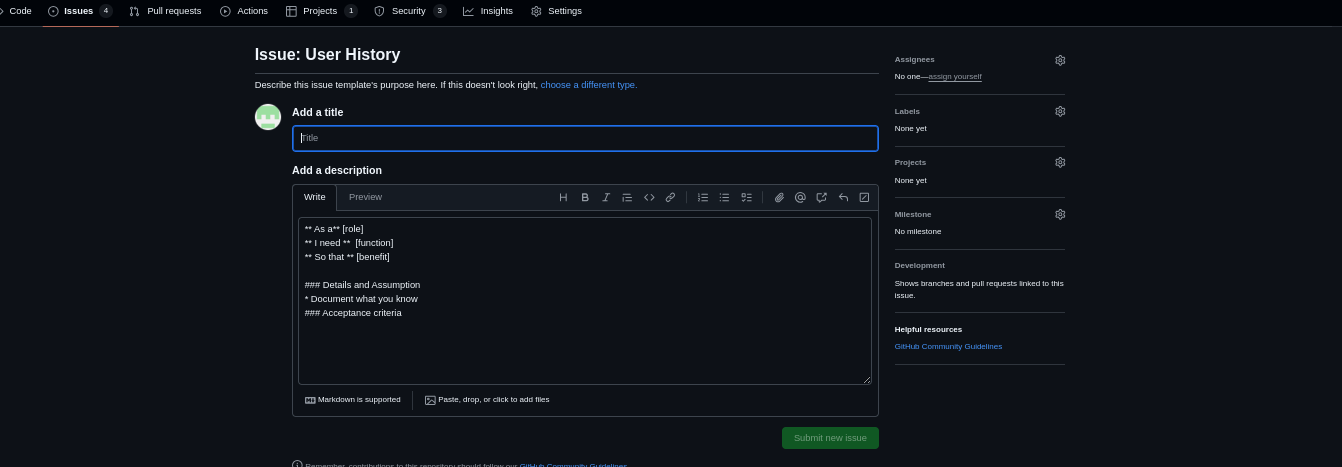 Code Issues 4 Pull requests Actions Projects 1 Security 3 Insights Settings
Issue: User History
Describe this issue template's purpose here. If this doesn't look right, choose a different type.
Add a title
Title
Add a description
Write Preview
** As a** [role]
** I need **  [function]
** So that ** [benefit]
### Details and Assumption
* Document what you know
### Acceptance criteria
Markdown is supported Paste, drop, or click to add files
Submit new issue
Remember, contributions to this repository should follow our GitHub Community Guidelines.
Assignees
No one—assign yourself
Labels
None yet
Projects
None yet
Milestone
No milestone
Development
Shows branches and pull requests linked to this
issue.
Helpful resources
GitHub Community Guidelines